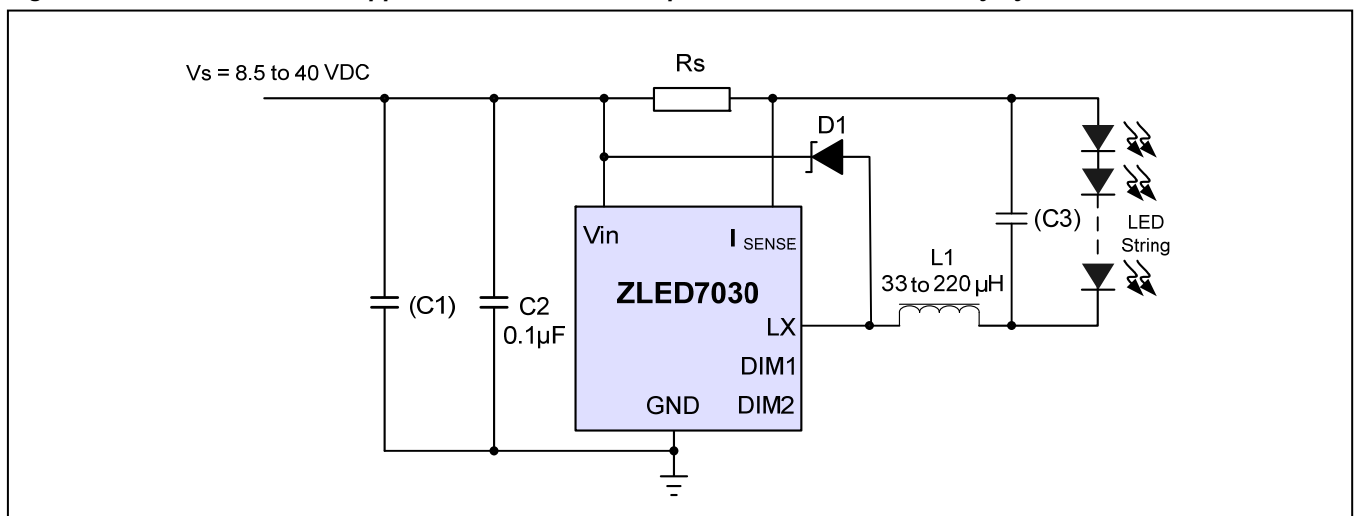 Vs = 8.5 to 40 VDC
Rs
D1
Vin
I SENSE
ZLED7030
LX
DIM1
DIM2
GND
(C1)
C2
0.1µF
L1
33 to 220 µH
(C3)
LED
String